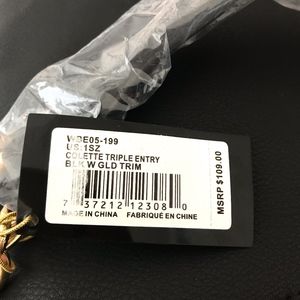 WBE05-199
US:1SZ
COLETTE TRIPLE ENTRY
BLK W GLD TRIM
7 37212 12308 0
MADE IN CHINA FABRIQUÉ EN CHINE
MSRP $109.00